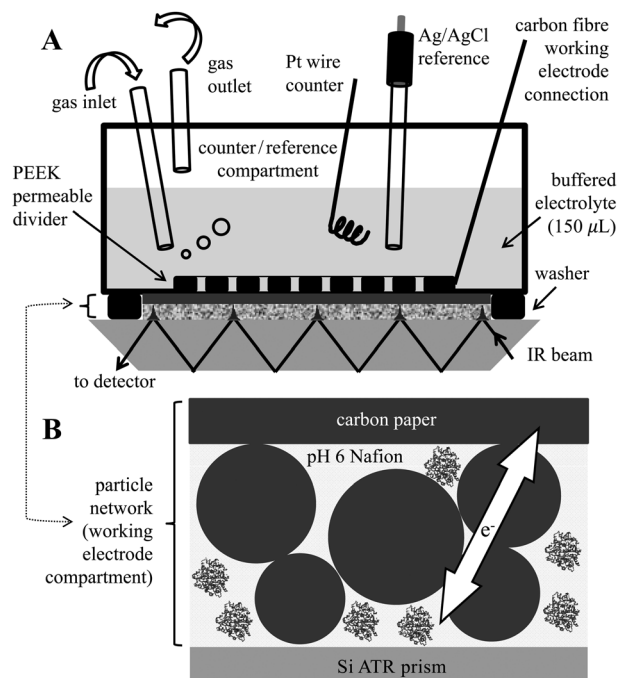 A
gas inlet
gas
outlet
Pt wire
counter
Ag/AgCl
reference
carbon fibre
working
electrode
connection
counter/reference
compartment
PEEK
permeable
divider
buffered
electrolyte
(150 µL)
washer
to detector
IR beam
B
carbon paper
pH 6 Nafion
particle
network
(working
electrode
compartment)
e-
Si ATR prism